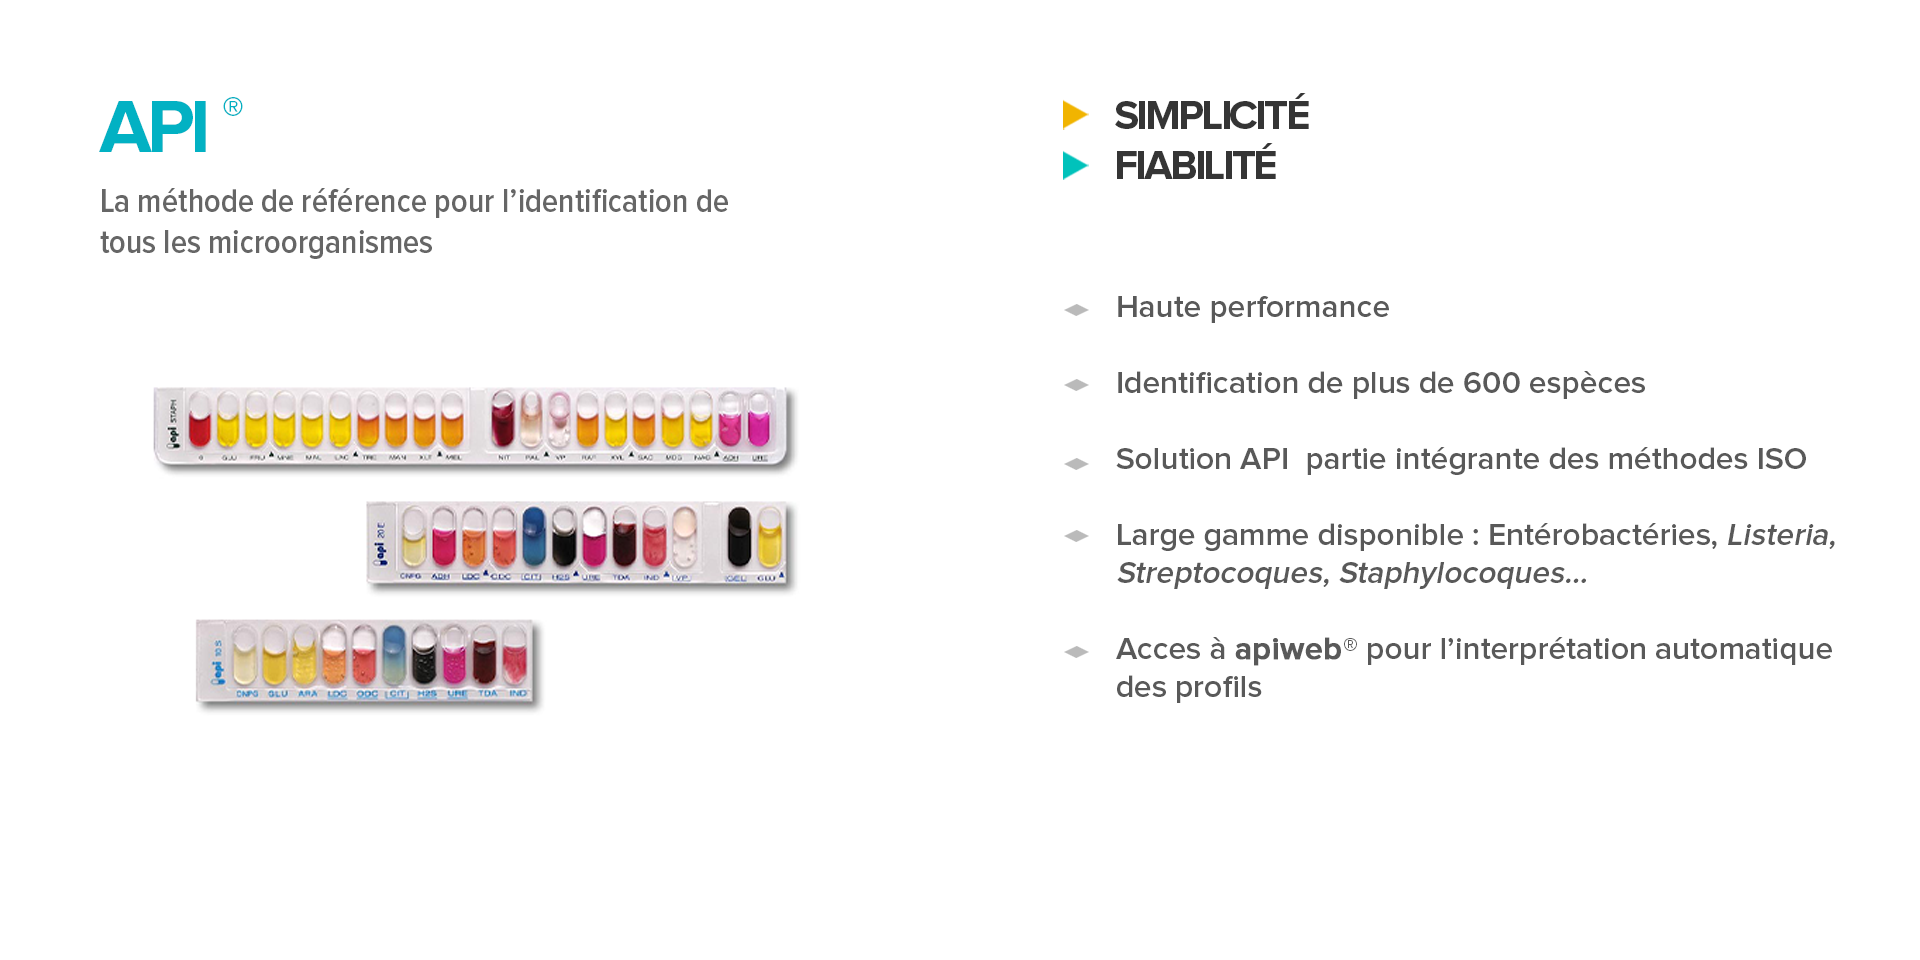 API ®
La méthode de référence pour l’identification de
tous les microorganismes
api STAPH
0 GLU FRU MNE MAL LAC TRE MAN XLT MEL NIT PAL VP RAF XYL SAC MDG NAG ADH URE
api 20 E
ONPG ADH LDC ODC CIT H2S URE TDA IND VP GEL GLU
api 10 S
ONPG GLU ARA LDC ODC CIT H2S URE TDA IND
SIMPLICITÉ
FIABILITÉ
Haute performance
Identification de plus de 600 espèces
Solution API  partie intégrante des méthodes ISO
Large gamme disponible : Entérobactéries, Listeria,
Streptocoques, Staphylocoques...
Acces à apiweb® pour l’interprétation automatique
des profils